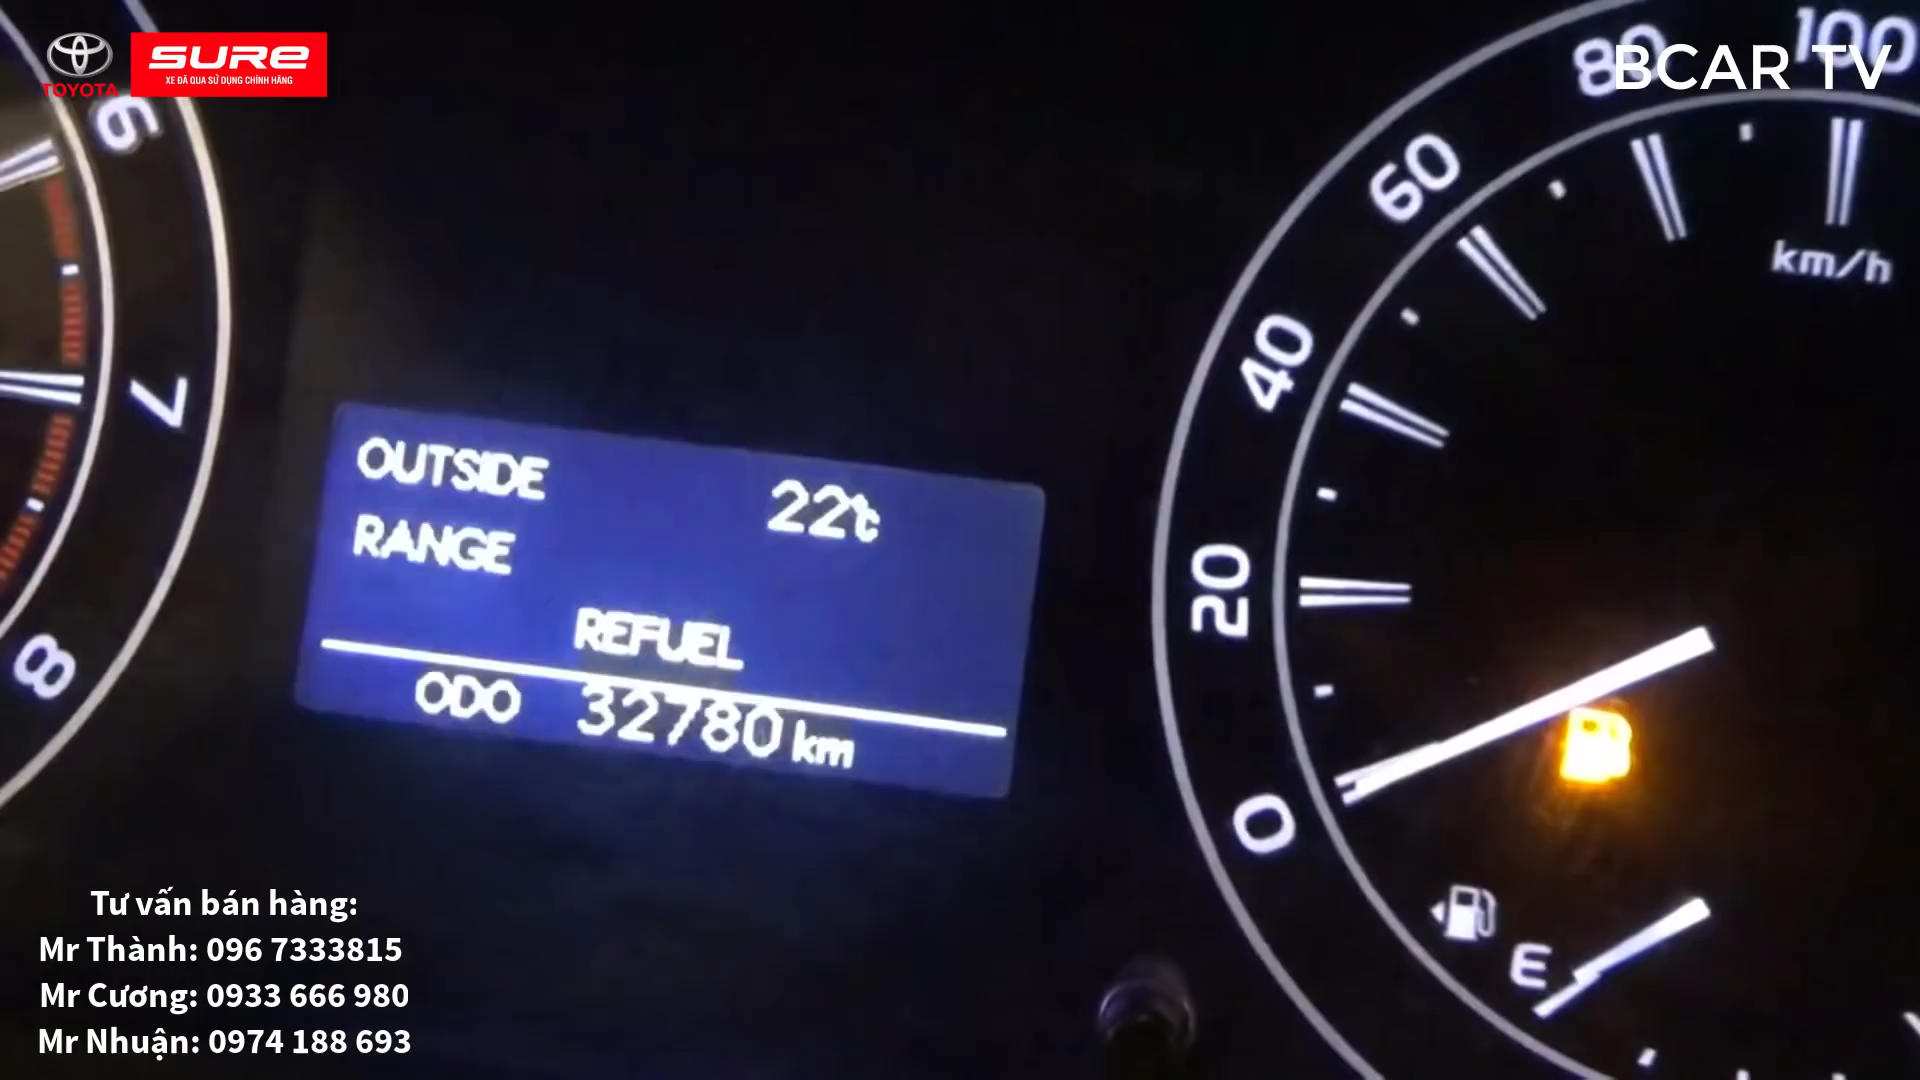 TOYOTA
SURE
XE ĐÃ QUA SỬ DỤNG CHÍNH HÃNG
BCAR TV
6
7
8
OUTSIDE 22°C
RANGE
REFUEL
ODO 32780 km
0
20
40
60
80
100
km/h
E
Tư vấn bán hàng:
Mr Thành: 096 7333815
Mr Cương: 0933 666 980
Mr Nhuận: 0974 188 693